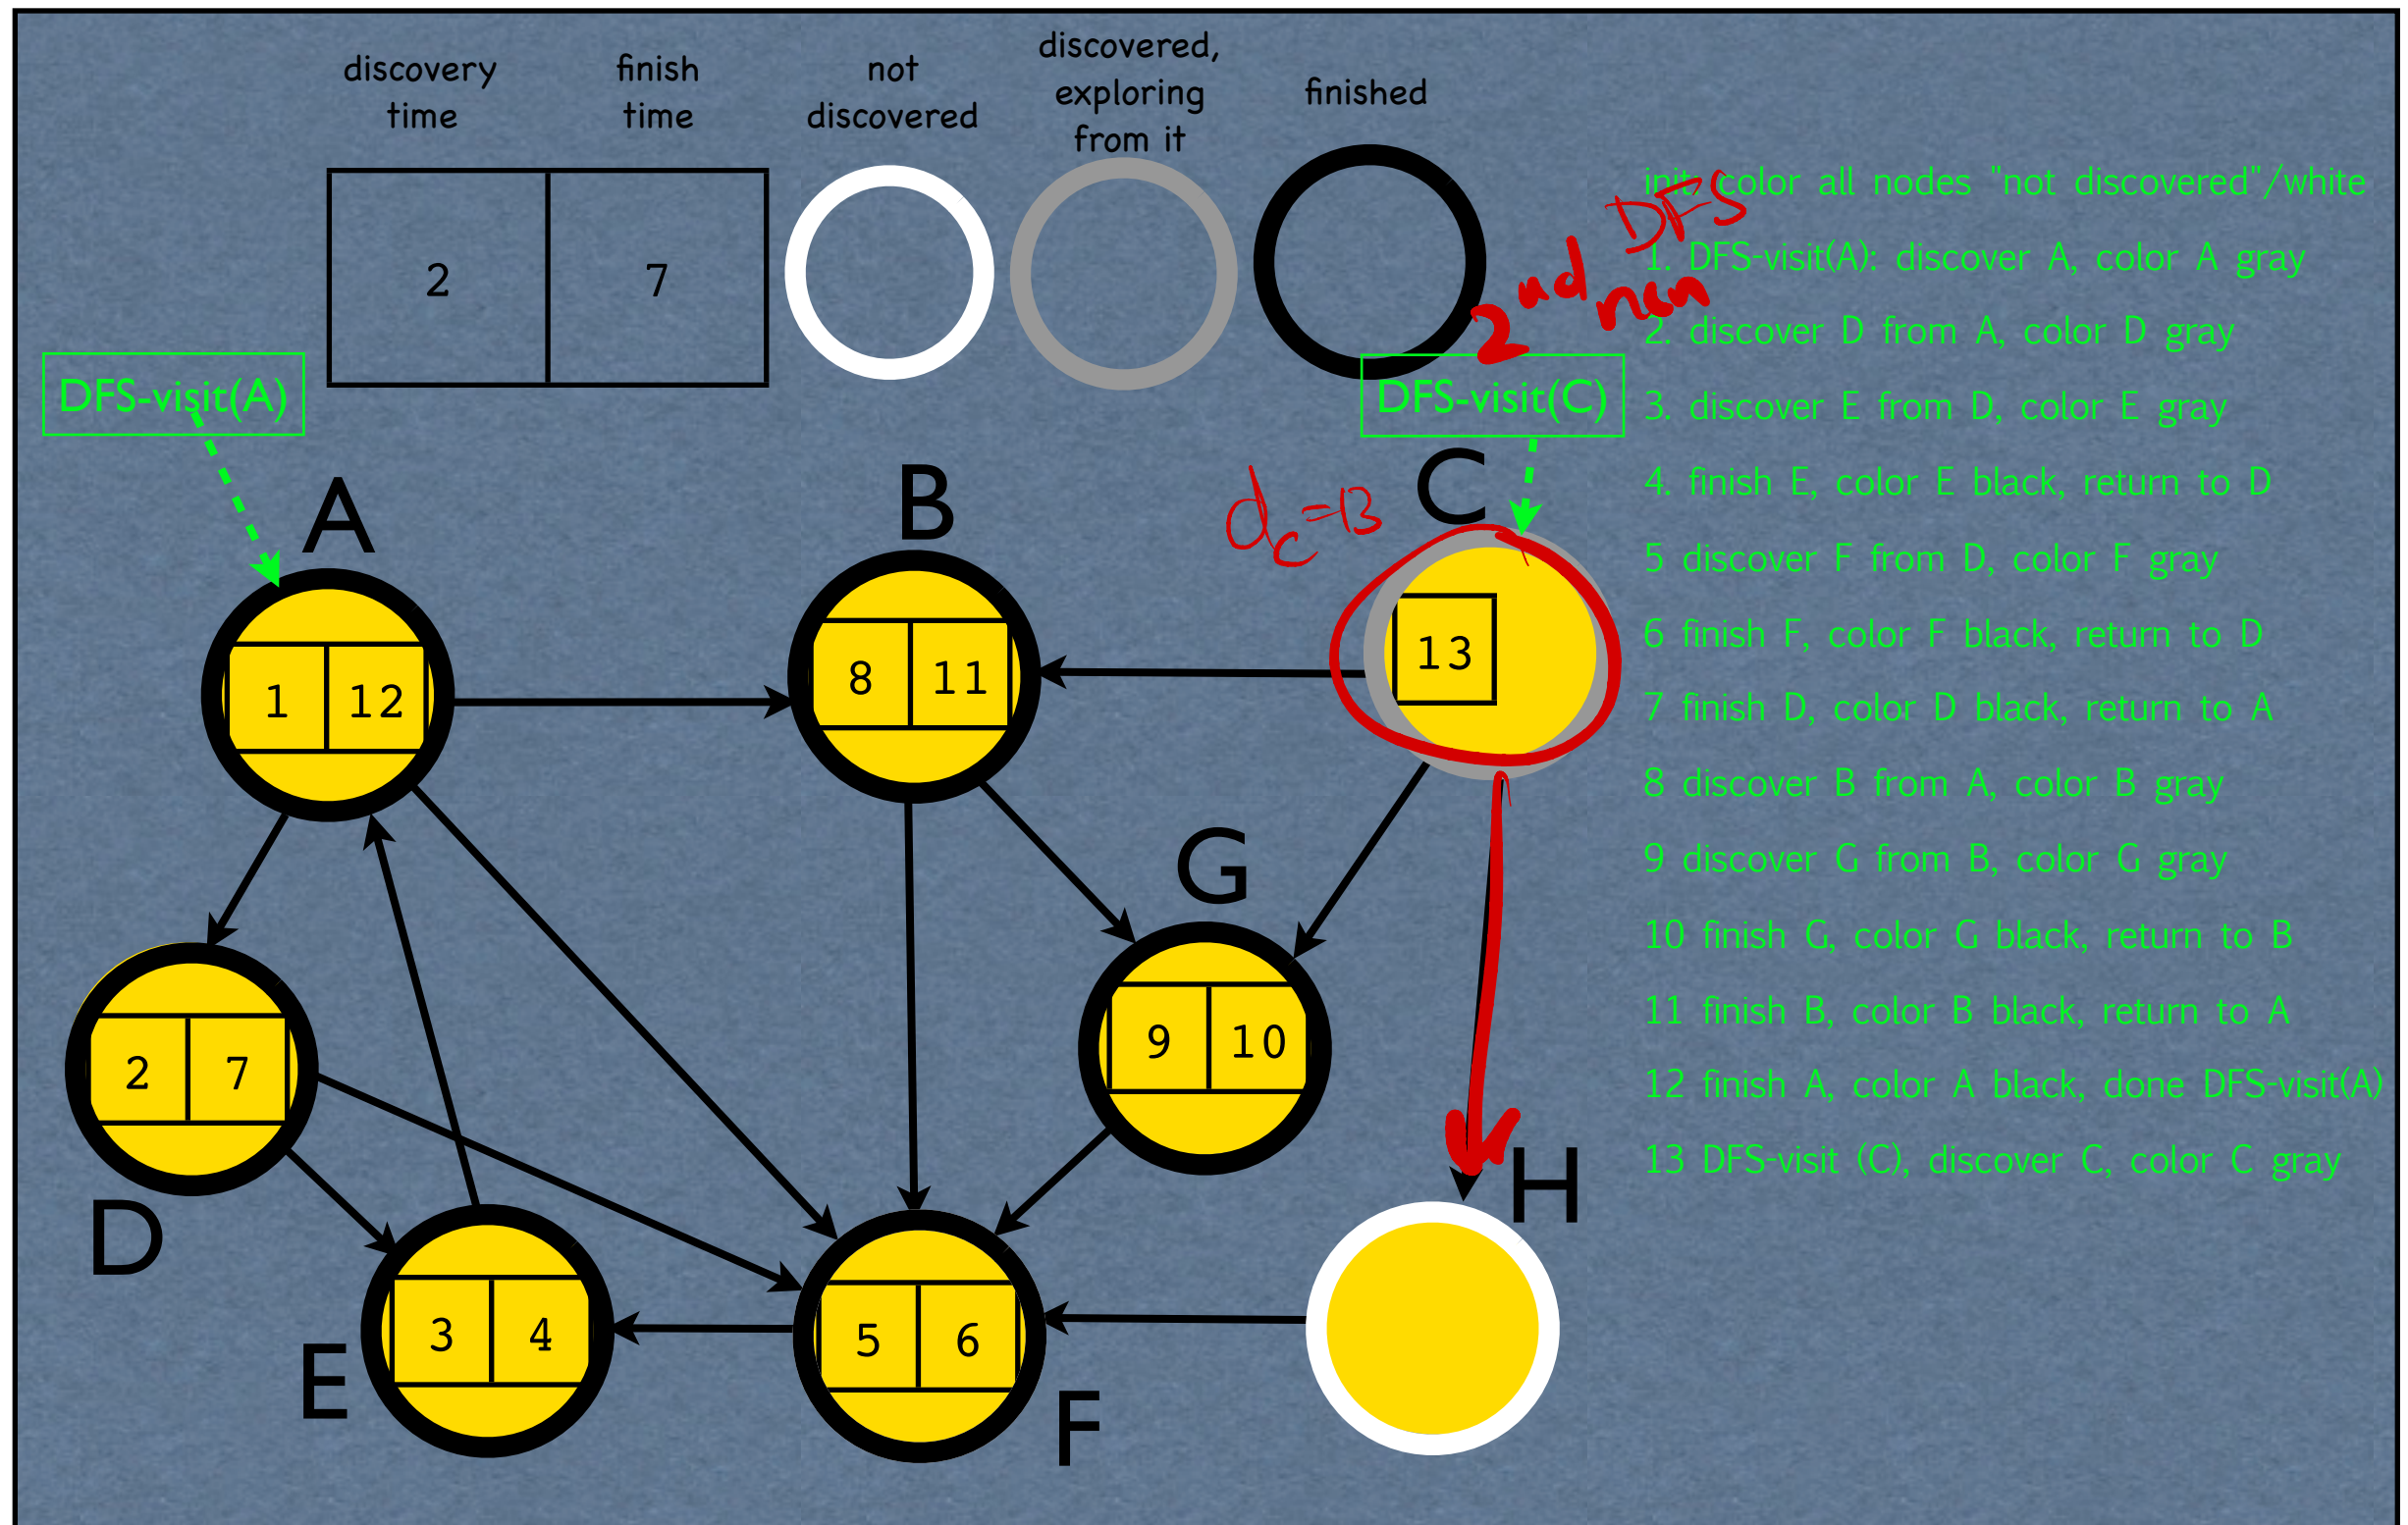 discovery time
finish time
not discovered
discovered, exploring from it
finished
2
7
init: color all nodes "not discovered"/white
1. DFS-visit(A): discover A, color A gray
2. discover D from A, color D gray
3. discover E from D, color E gray
4. finish E, color E black, return to D
5 discover F from D, color F gray
6 finish F, color F black, return to D
7 finish D, color D black, return to A
8 discover B from A, color B gray
9 discover G from B, color G gray
10 finish G, color G black, return to B
11 finish B, color B black, return to A
12 finish A, color A black, done DFS-visit(A)
13 DFS-visit (C), discover C, color C gray
2nd DFS
run
DFS-visit(A)
DFS-visit(C)
A
B
C
dc=13
1 12
8 11
13
G
9 10
D
2 7
E
3 4
F
5 6
H